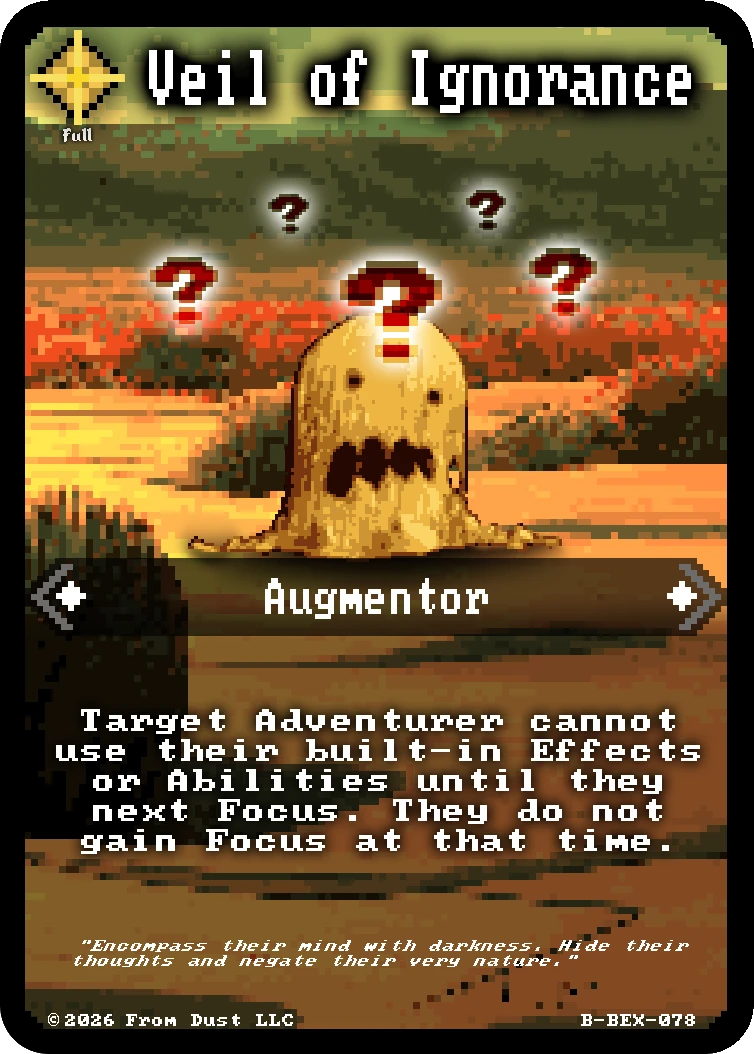 Veil of Ignorance
Full
? ?
? ? ?
Augmentor
Target Adventurer cannot
use their built-in Effects
or Abilities until they
next Focus. They do not
gain Focus at that time.
"Encompass their mind with darkness. Hide their
thoughts and negate their very nature."
©2026 From Dust LLC
B-BEX-078